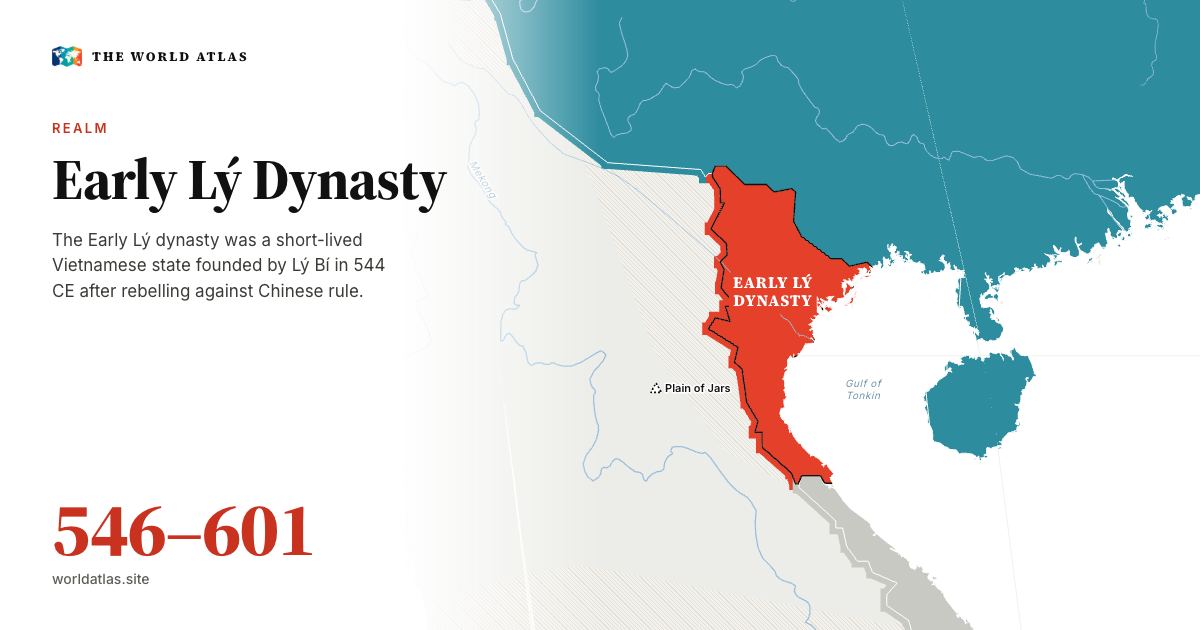 THE WORLD ATLAS
REALM
Early Lý Dynasty
The Early Lý dynasty was a short-lived
Vietnamese state founded by Lý Bí in 544
CE after rebelling against Chinese rule.
546–601
worldatlas.site
Mekong
EARLY LÝ
DYNASTY
Plain of Jars
Gulf of
Tonkin